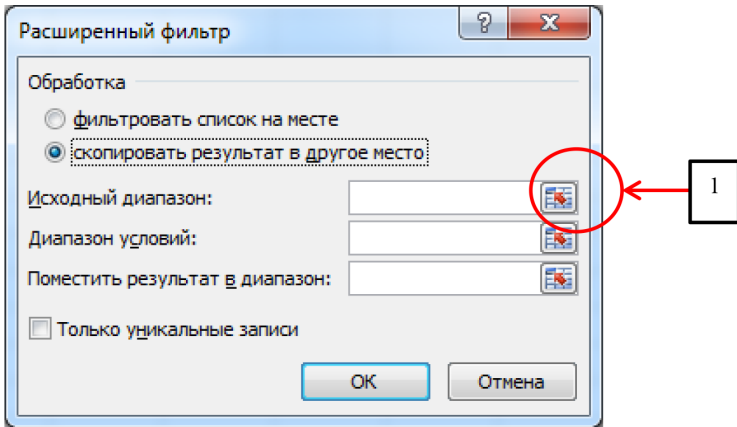 Расширенный фильтр
?
Обработка
фильтровать список на месте
скопировать результат в другое место
Исходный диапазон:
1
Диапазон условий:
Поместить результат в диапазон:
Только уникальные записи
ОК
Отмена